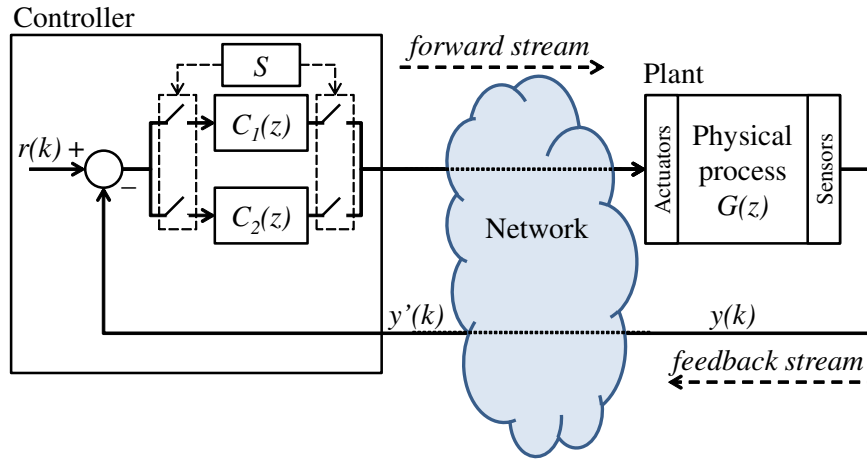 Controller
forward stream
S
Plant
C1(z)
r(k) +
−
Actuators
Physical
process
G(z)
Sensors
C2(z)
Network
y'(k)
y(k)
feedback stream